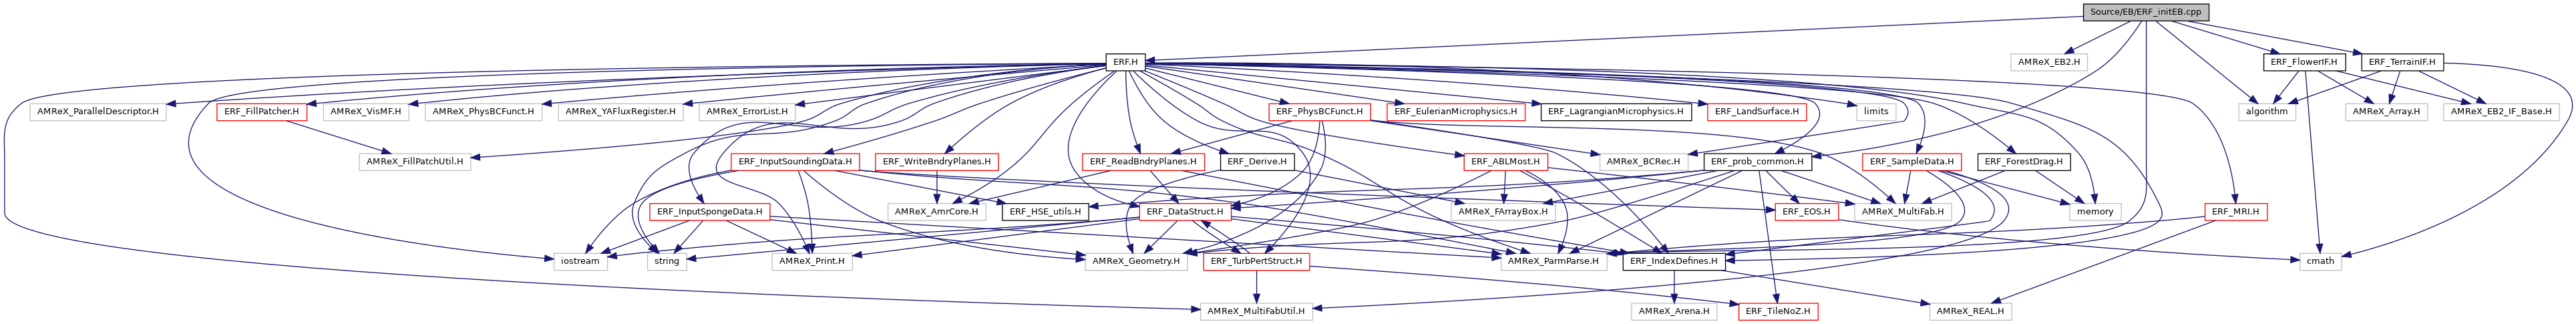 Source/EB/ERF_initEB.cpp
ERF.H
AMReX_EB2.H
ERF_FlowerIF.H
ERF_TerrainIF.H
AMReX_ParallelDescriptor.H
ERF_FillPatcher.H
AMReX_VisMF.H
AMReX_PhysBCFunct.H
AMReX_YAFluxRegister.H
AMReX_ErrorList.H
ERF_PhysBCFunct.H
ERF_EulerianMicrophysics.H
ERF_LagrangianMicrophysics.H
ERF_LandSurface.H
limits
algorithm
AMReX_Array.H
AMReX_EB2_IF_Base.H
AMReX_FillPatchUtil.H
ERF_InputSoundingData.H
ERF_WriteBndryPlanes.H
ERF_ReadBndryPlanes.H
ERF_Derive.H
ERF_ABLMost.H
AMReX_BCRec.H
ERF_prob_common.H
ERF_SampleData.H
ERF_ForestDrag.H
ERF_InputSpongeData.H
AMReX_AmrCore.H
ERF_HSE_utils.H
ERF_DataStruct.H
AMReX_FArrayBox.H
ERF_EOS.H
AMReX_MultiFab.H
memory
ERF_MRI.H
iostream
string
AMReX_Print.H
AMReX_Geometry.H
ERF_TurbPertStruct.H
AMReX_ParmParse.H
ERF_IndexDefines.H
cmath
AMReX_MultiFabUtil.H
AMReX_Arena.H
ERF_TileNoZ.H
AMReX_REAL.H